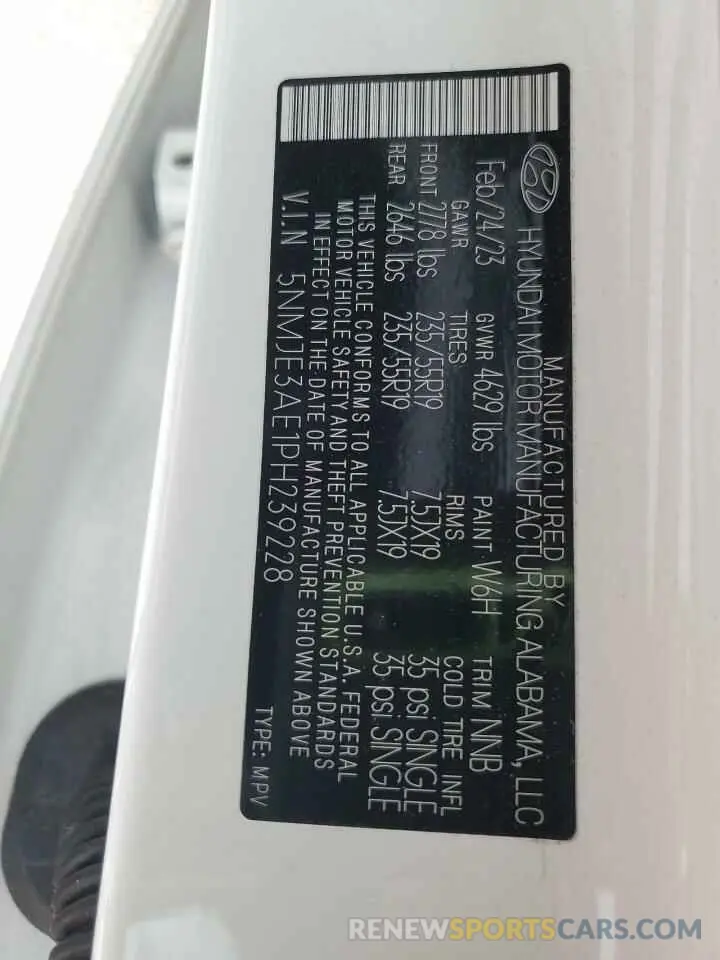 MANUFACTURED BY
HYUNDAI MOTOR MANUFACTURING ALABAMA, LLC
Feb/24/23 GVWR 4629 lbs PAINT W6H TRIM NNB
GAWR TIRES RIMS COLD TIRE INFL
FRONT 2778 lbs 235/55R19 7.5JX19 35 psi SINGLE
REAR 2646 lbs 235/55R19 7.5JX19 35 psi SINGLE
THIS VEHICLE CONFORMS TO ALL APPLICABLE U.S.A. FEDERAL
MOTOR VEHICLE SAFETY AND THEFT PREVENTION STANDARDS
IN EFFECT ON THE DATE OF MANUFACTURE SHOWN ABOVE
V.I.N 5NMJE3AE1PH239228 TYPE: MPV
RENEWSPORTSCARS.COM